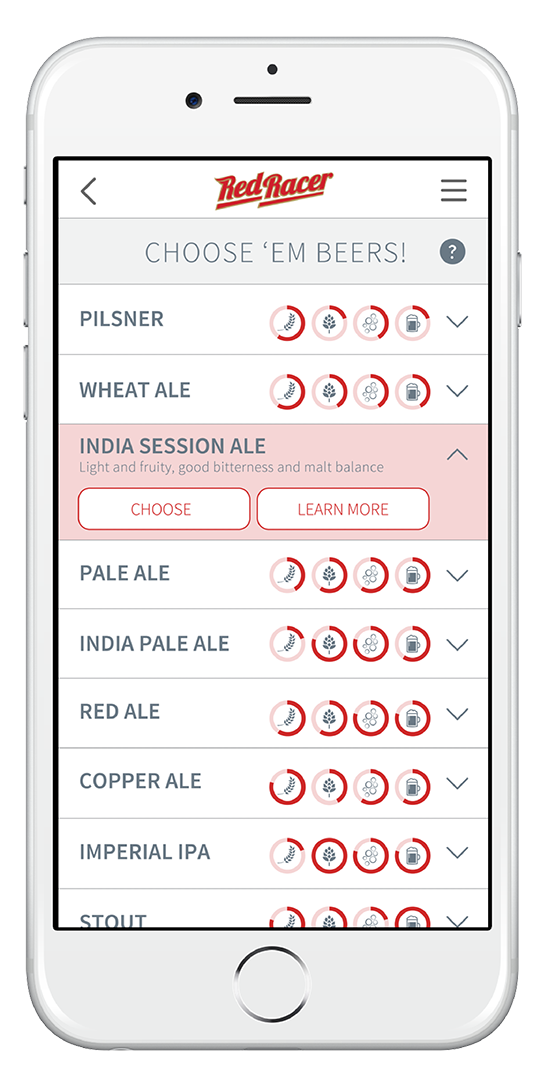 Red Racer
CHOOSE ‘EM BEERS!
?
PILSNER
WHEAT ALE
INDIA SESSION ALE
Light and fruity, good bitterness and malt balance
CHOOSE
LEARN MORE
PALE ALE
INDIA PALE ALE
RED ALE
COPPER ALE
IMPERIAL IPA
STOUT